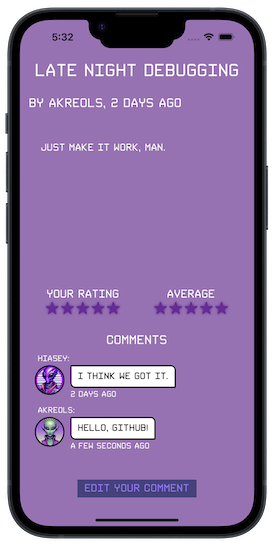 5:32
LATE NIGHT DEBUGGING
BY AKREOLS, 2 DAYS AGO
JUST MAKE IT WORK, MAN.
YOUR RATING AVERAGE
COMMENTS
HIASEY:
I THINK WE GOT IT.
2 DAYS AGO
AKREOLS:
HELLO, GITHUB!
A FEW SECONDS AGO
EDIT YOUR COMMENT